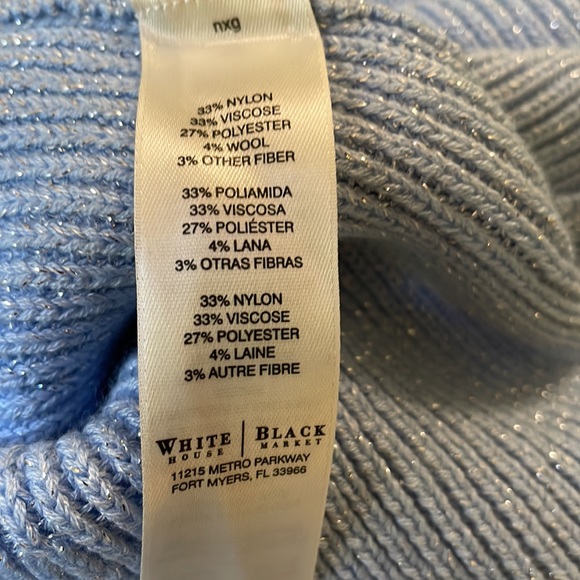 nxg
33% NYLON
33% VISCOSE
27% POLYESTER
4% WOOL
3% OTHER FIBER
33% POLIAMIDA
33% VISCOSA
27% POLIÉSTER
4% LANA
3% OTRAS FIBRAS
33% NYLON
33% VISCOSE
27% POLYESTER
4% LAINE
3% AUTRE FIBRE
WHITE | BLACK
HOUSE MARKET
11215 METRO PARKWAY
FORT MYERS, FL 33966